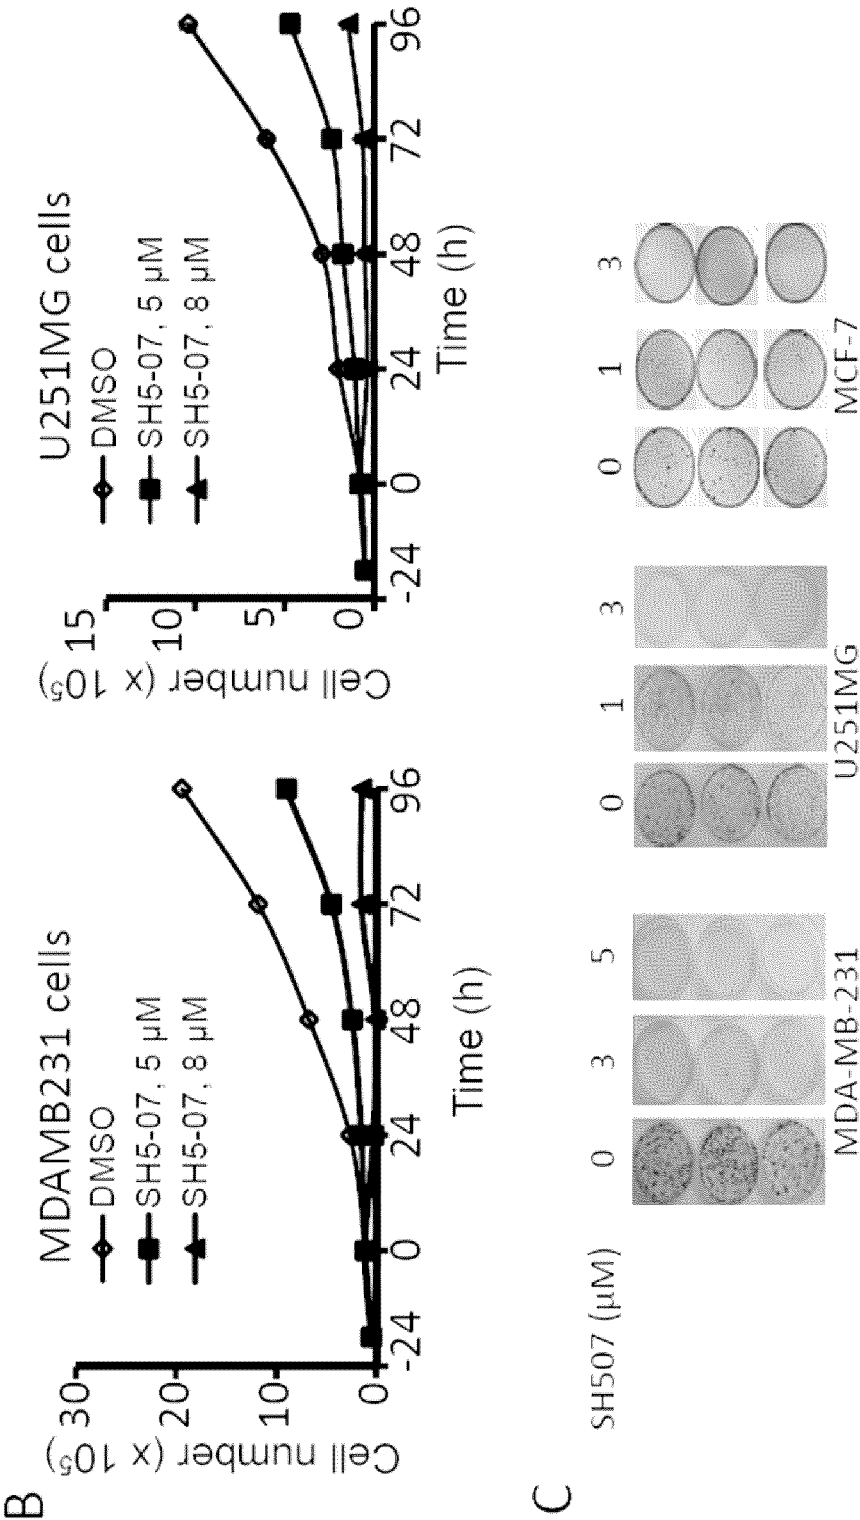 B
MDAMB231 cells
DMSO
SH5-07, 5 µM
SH5-07, 8 µM
Cell number (x 10⁵)
30
20
10
0
-24
0
24
48
72
96
Time (h)
U251MG cells
DMSO
SH5-07, 5 µM
SH5-07, 8 µM
Cell number (x 10⁵)
15
10
5
0
-24
0
24
48
72
96
Time (h)
C
SH507 (µM)
0 3 5
0 1 3
0 1 3
MDA-MB-231
U251MG
MCF-7